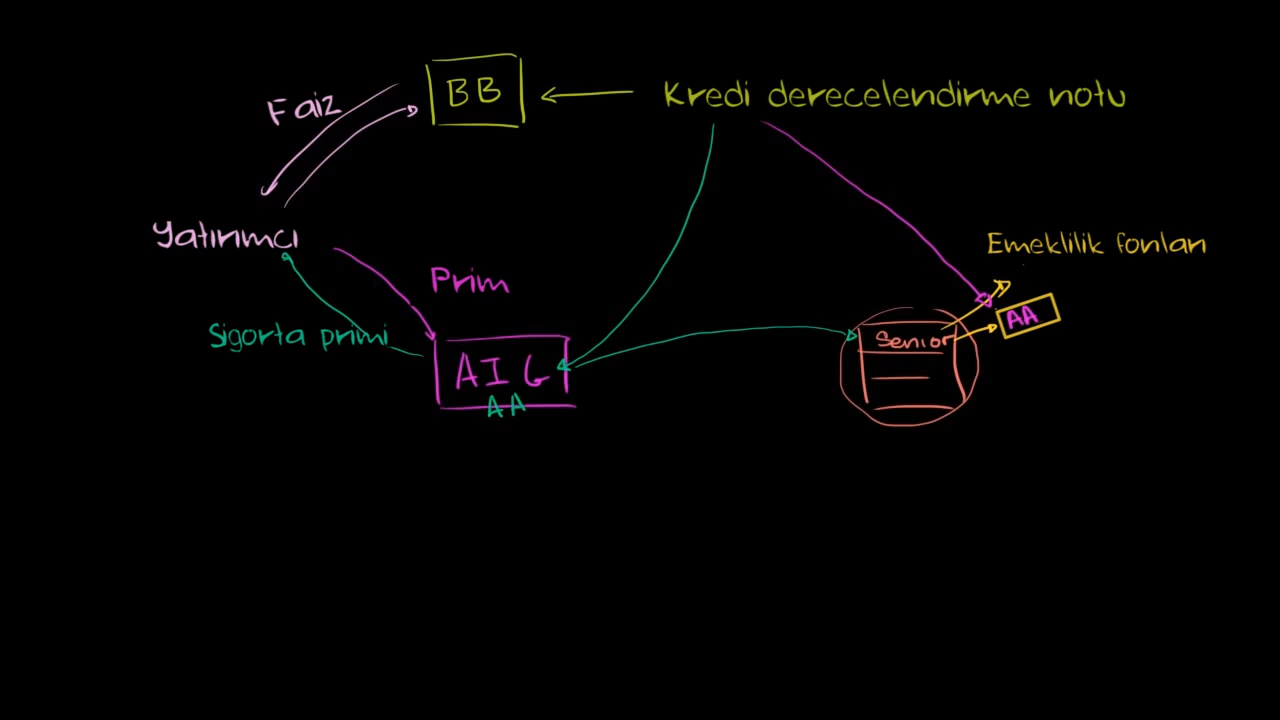 BB
Kredi derecelendirme notu
Faiz
Yatırımcı
Emeklilik fonları
Prim
AA
Sigorta primi
Senior
AIG
AA